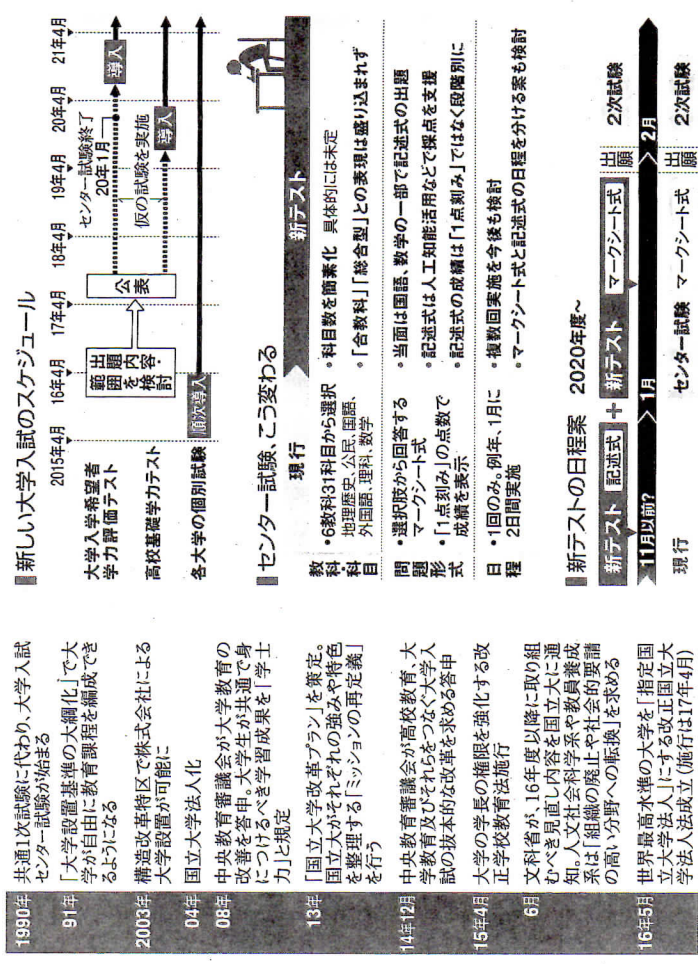 1990年 共通1次試験に代わり、大学入試
センター試験が始まる
91年 「大学設置基準の大綱化」で大
学が自由に教育課程を編成でき
るようになる
2003年 構造改革特区で株式会社による
大学設置が可能に
04年 国立大学法人化
08年 中央教育審議会が大学教育の
改善を答申。大学生が共通で身
につけるべき学習成果を「学士
力」と規定
13年 「国立大学改革プラン」を策定。
国立大がそれぞれの強みや特色
を整理する「ミッションの再定義」
を行う
14年12月 中央教育審議会が高校教育、大
学教育及びそれらをつなぐ大学入
試の抜本的な改革を求める答申
15年4月 大学の学長の権限を強化する改
正学校教育法施行
6月 文科省が、16年度以降に取り組
むべき見直し内容を国立大に通
知。人文社会科学系や教員養成
系は「組織の廃止や社会的要請
の高い分野への転換」を求める
16年5月 世界最高水準の大学を「指定国
立大学法人」にする改正国立大
学法人法成立(施行は17年4月)
新しい大学入試のスケジュール
2015年4月 16年4月 17年4月 18年4月 19年4月 20年4月 21年4月
大学入学希望者
学力評価テスト
高校基礎学力テスト
各大学の個別試験
出題内容・
範囲を検討
公表
センター試験終了
20年1月
仮の試験を実施
導入
導入
順次導入
センター試験、こう変わる
現行
新テスト
教科・科目
•6教科31科目から選択
地理歴史、公民、国語、
外国語、理科、数学
•科目数を簡素化 具体的には未定
•「合教科」「総合型」との表現は盛り込まれず
問題形式
•選択肢から回答する
マークシート式
•「1点刻み」の点数で
成績を表示
•当面は国語、数学の一部で記述式の出題
•記述式は人工知能活用などで採点を支援
•記述式の成績は「1点刻み」ではなく段階別に
日程
•1回のみ。例年、1月に
2日間実施
•複数回実施を今後も検討
•マークシート式と記述式の日程を分ける案も検討
新テストの日程案 2020年度~
新テスト 記述式 + 新テスト マークシート式 出願 2次試験
11月以前? 1月 2月
現行 センター試験 マークシート式 出願 2次試験